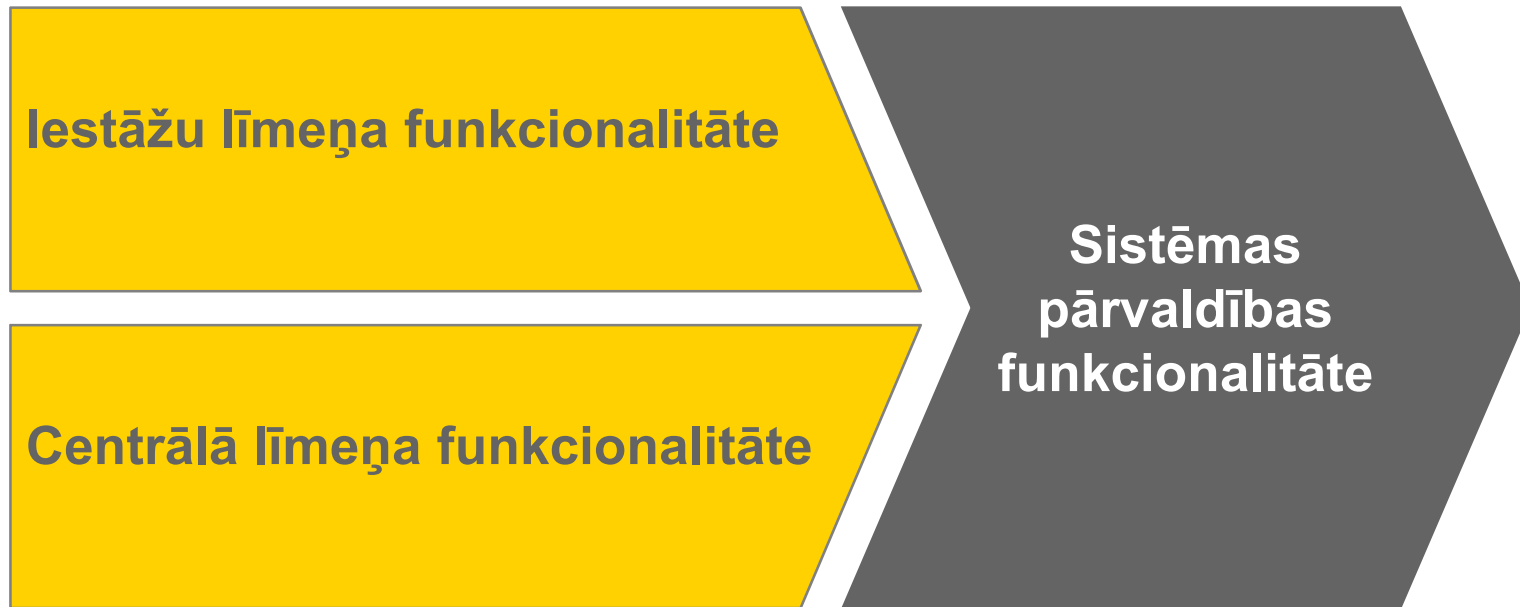 Iestāžu līmeņa funkcionalitāte
Centrālā līmeņa funkcionalitāte
Sistēmas
pārvaldības
funkcionalitāte